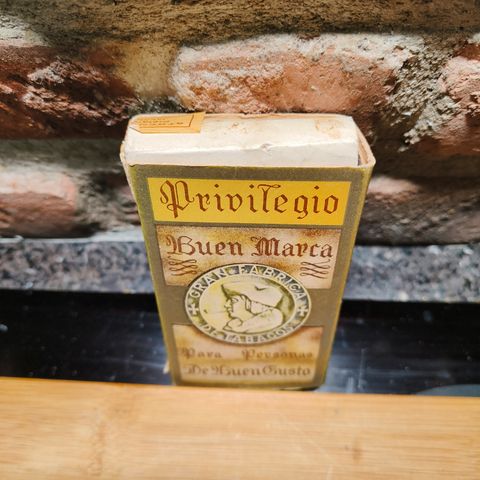 Privilegio
Buen Marca
GRAN FABRICA
DE TABACOS
Para Personas
De Buen Gusto